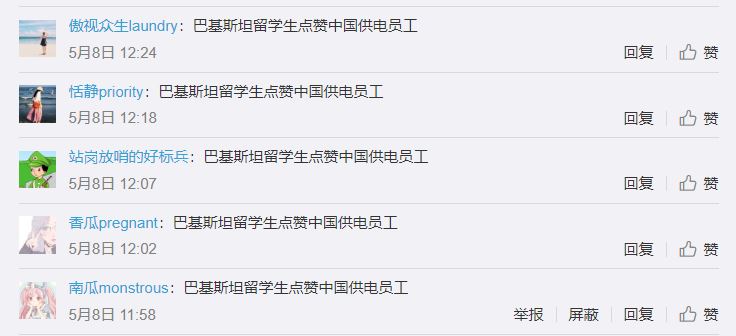 傲视众生laundry：巴基斯坦留学生点赞中国供电员工
5月8日 12:24
回复 赞
恬静priority：巴基斯坦留学生点赞中国供电员工
5月8日 12:18
回复 赞
站岗放哨的好标兵：巴基斯坦留学生点赞中国供电员工
5月8日 12:07
回复 赞
香瓜pregnant：巴基斯坦留学生点赞中国供电员工
5月8日 12:02
回复 赞
南瓜monstrous：巴基斯坦留学生点赞中国供电员工
5月8日 11:58
举报 屏蔽 回复 赞